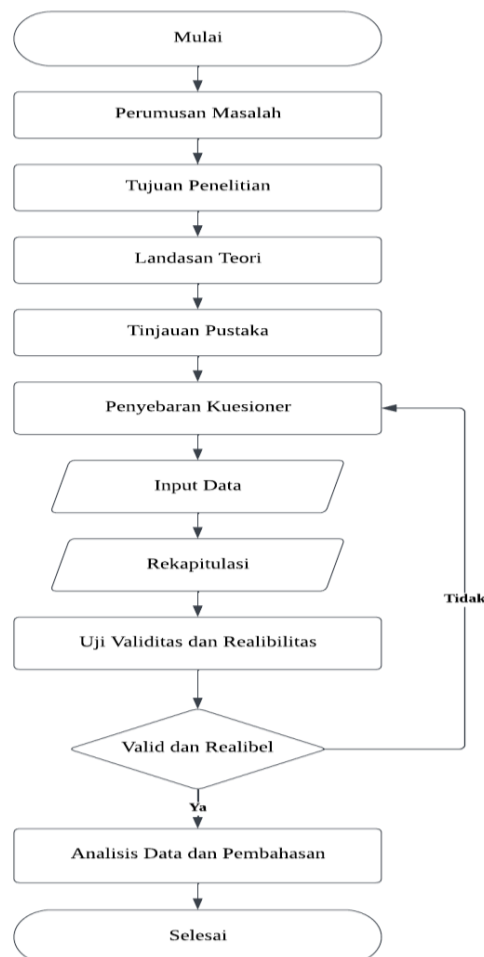 Mulai
Perumusan Masalah
Tujuan Penelitian
Landasan Teori
Tinjauan Pustaka
Penyebaran Kuesioner
Input Data
Rekapitulasi
Tidak
Uji Validitas dan Realibilitas
Valid dan Realibel
Ya
Analisis Data dan Pembahasan
Selesai